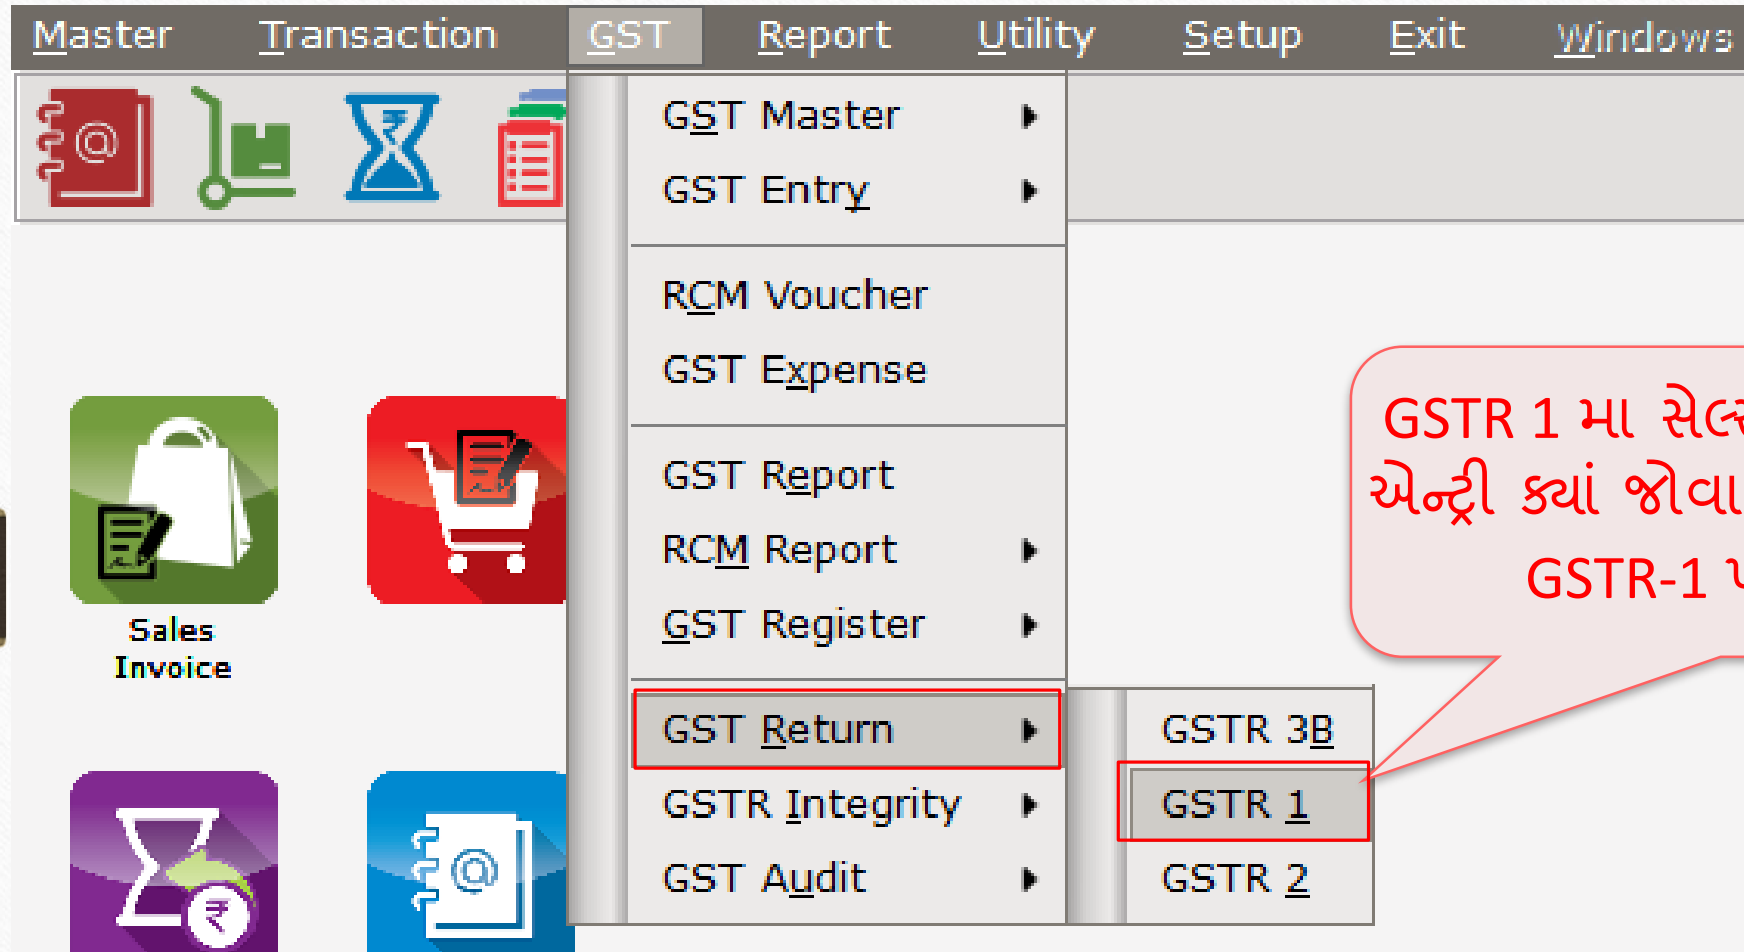 Master Transaction GST Report Utility Setup Exit Windows
GST Master
GST Entry
RCM Voucher
GST Expense
GST Report
RCM Report
GST Register
GST Return
GSTR Integrity
GST Audit
GSTR 3B
GSTR 1
GSTR 2
Sales
Invoice
GSTR 1 મા
એન્ટ્રી ક્યાં જોવા
GSTR-1